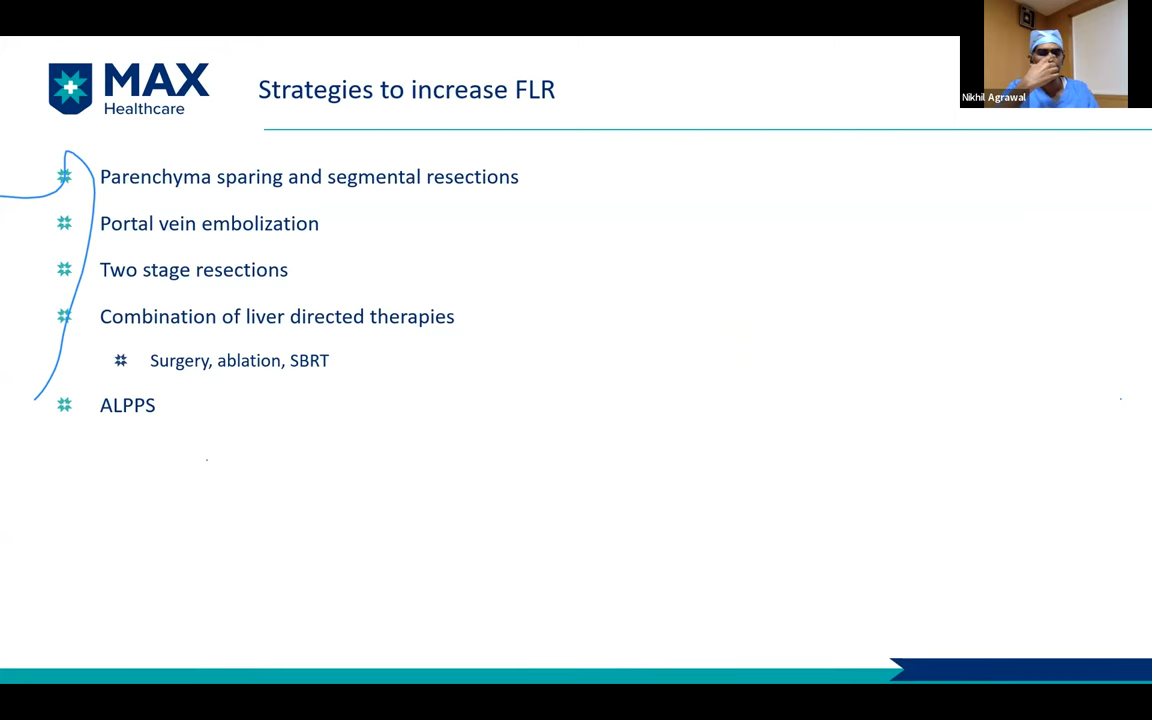 MAX
Healthcare
Strategies to increase FLR
Nikhil Agrawal
Parenchyma sparing and segmental resections
Portal vein embolization
Two stage resections
Combination of liver directed therapies
Surgery, ablation, SBRT
ALPPS